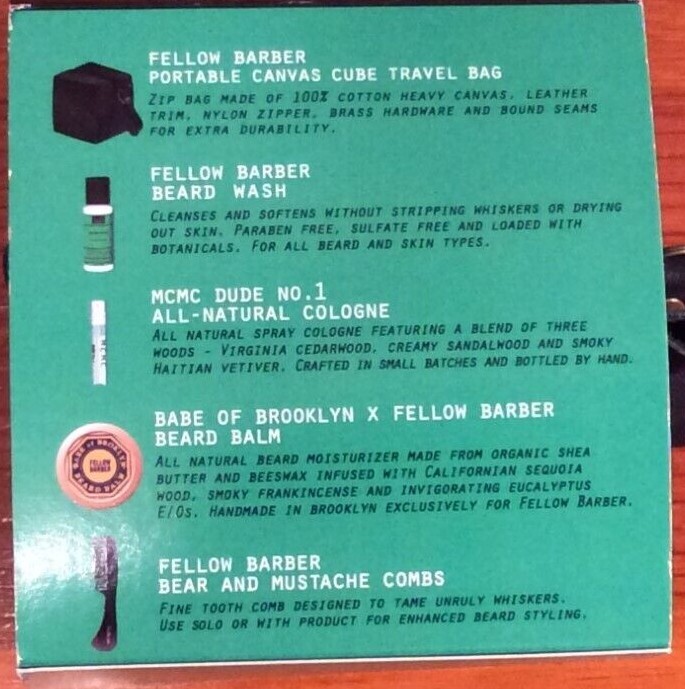 FELLOW BARBER
PORTABLE CANVAS CUBE TRAVEL BAG
ZIP BAG MADE OF 100% COTTON HEAVY CANVAS, LEATHER
TRIM, NYLON ZIPPER, BRASS HARDWARE AND BOUND SEAMS
FOR EXTRA DURABILITY.
FELLOW BARBER
BEARD WASH
CLEANSES AND SOFTENS WITHOUT STRIPPING WHISKERS OR DRYING
OUT SKIN. PARABEN FREE, SULFATE FREE AND LOADED WITH
BOTANICALS. FOR ALL BEARD AND SKIN TYPES.
MCMC DUDE NO.1
ALL-NATURAL COLOGNE
ALL NATURAL SPRAY COLOGNE FEATURING A BLEND OF THREE
WOODS - VIRGINIA CEDARWOOD, CREAMY SANDALWOOD AND SMOKY
HAITIAN VETIVER. CRAFTED IN SMALL BATCHES AND BOTTLED BY HAND.
MCMC
BABE OF BROOKLYN X FELLOW BARBER
BEARD BALM
ALL NATURAL BEARD MOISTURIZER MADE FROM ORGANIC SHEA
BUTTER AND BEESWAX INFUSED WITH CALIFORNIAN SEQUOIA
WOOD, SMOKY FRANKINCENSE AND INVIGORATING EUCALYPTUS
E/OS. HANDMADE IN BROOKLYN EXCLUSIVELY FOR FELLOW BARBER.
BABE OF BROOKLYN
FELLOW
BARBER
FELLOW BARBER
BEAR AND MUSTACHE COMBS
FINE TOOTH COMB DESIGNED TO TAME UNRULY WHISKERS.
USE SOLO OR WITH PRODUCT FOR ENHANCED BEARD STYLING.